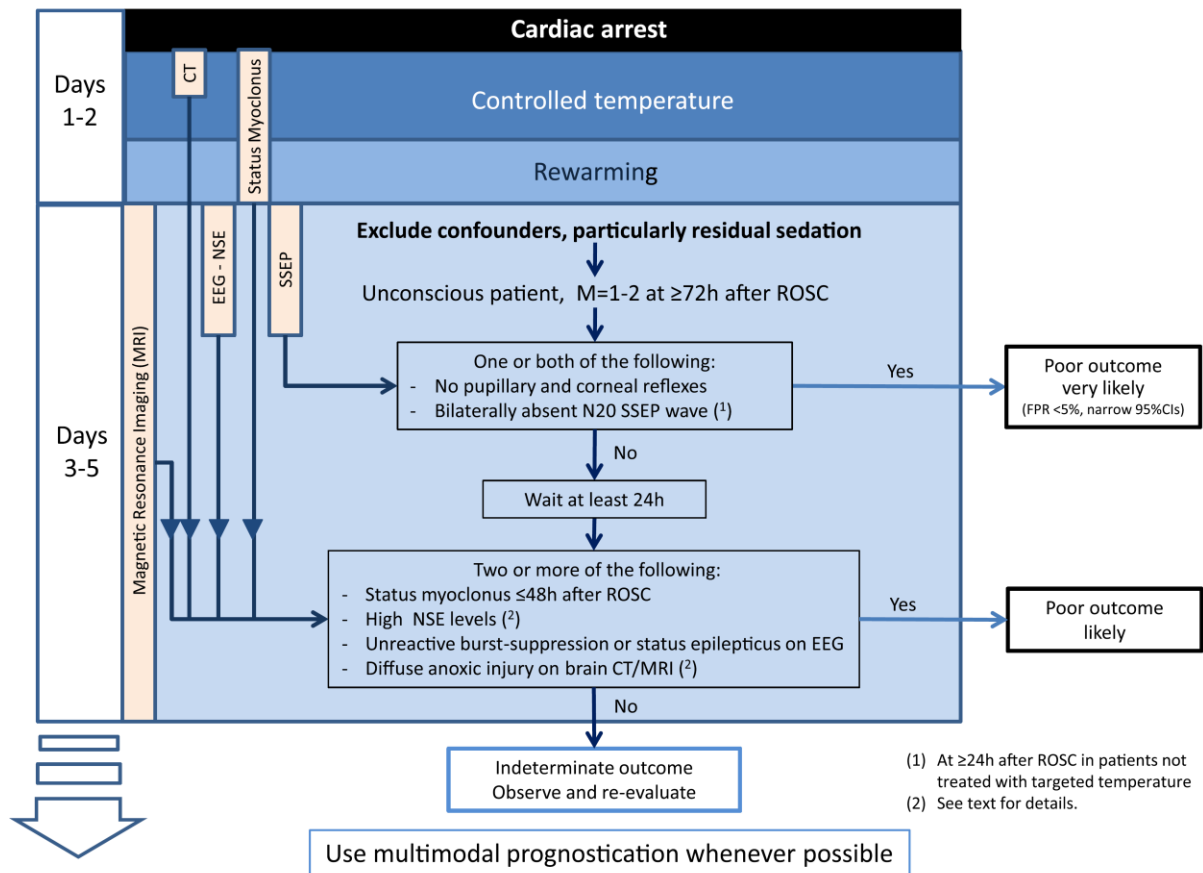 Cardiac arrest
Days
1-2
CT
Status Myoclonus
Controlled temperature
Rewarming
Days
3-5
Magnetic Resonance Imaging (MRI)
EEG - NSE
SSEP
Exclude confounders, particularly residual sedation
Unconscious patient, M=1-2 at ≥72h after ROSC
One or both of the following:
- No pupillary and corneal reflexes
- Bilaterally absent N20 SSEP wave (1)
Yes
Poor outcome
very likely
(FPR <5%, narrow 95%CIs)
No
Wait at least 24h
Two or more of the following:
- Status myoclonus ≤48h after ROSC
- High NSE levels (2)
- Unreactive burst-suppression or status epilepticus on EEG
- Diffuse anoxic injury on brain CT/MRI (2)
Yes
Poor outcome
likely
No
Indeterminate outcome
Observe and re-evaluate
(1) At ≥24h after ROSC in patients not
treated with targeted temperature
(2) See text for details.
Use multimodal prognostication whenever possible